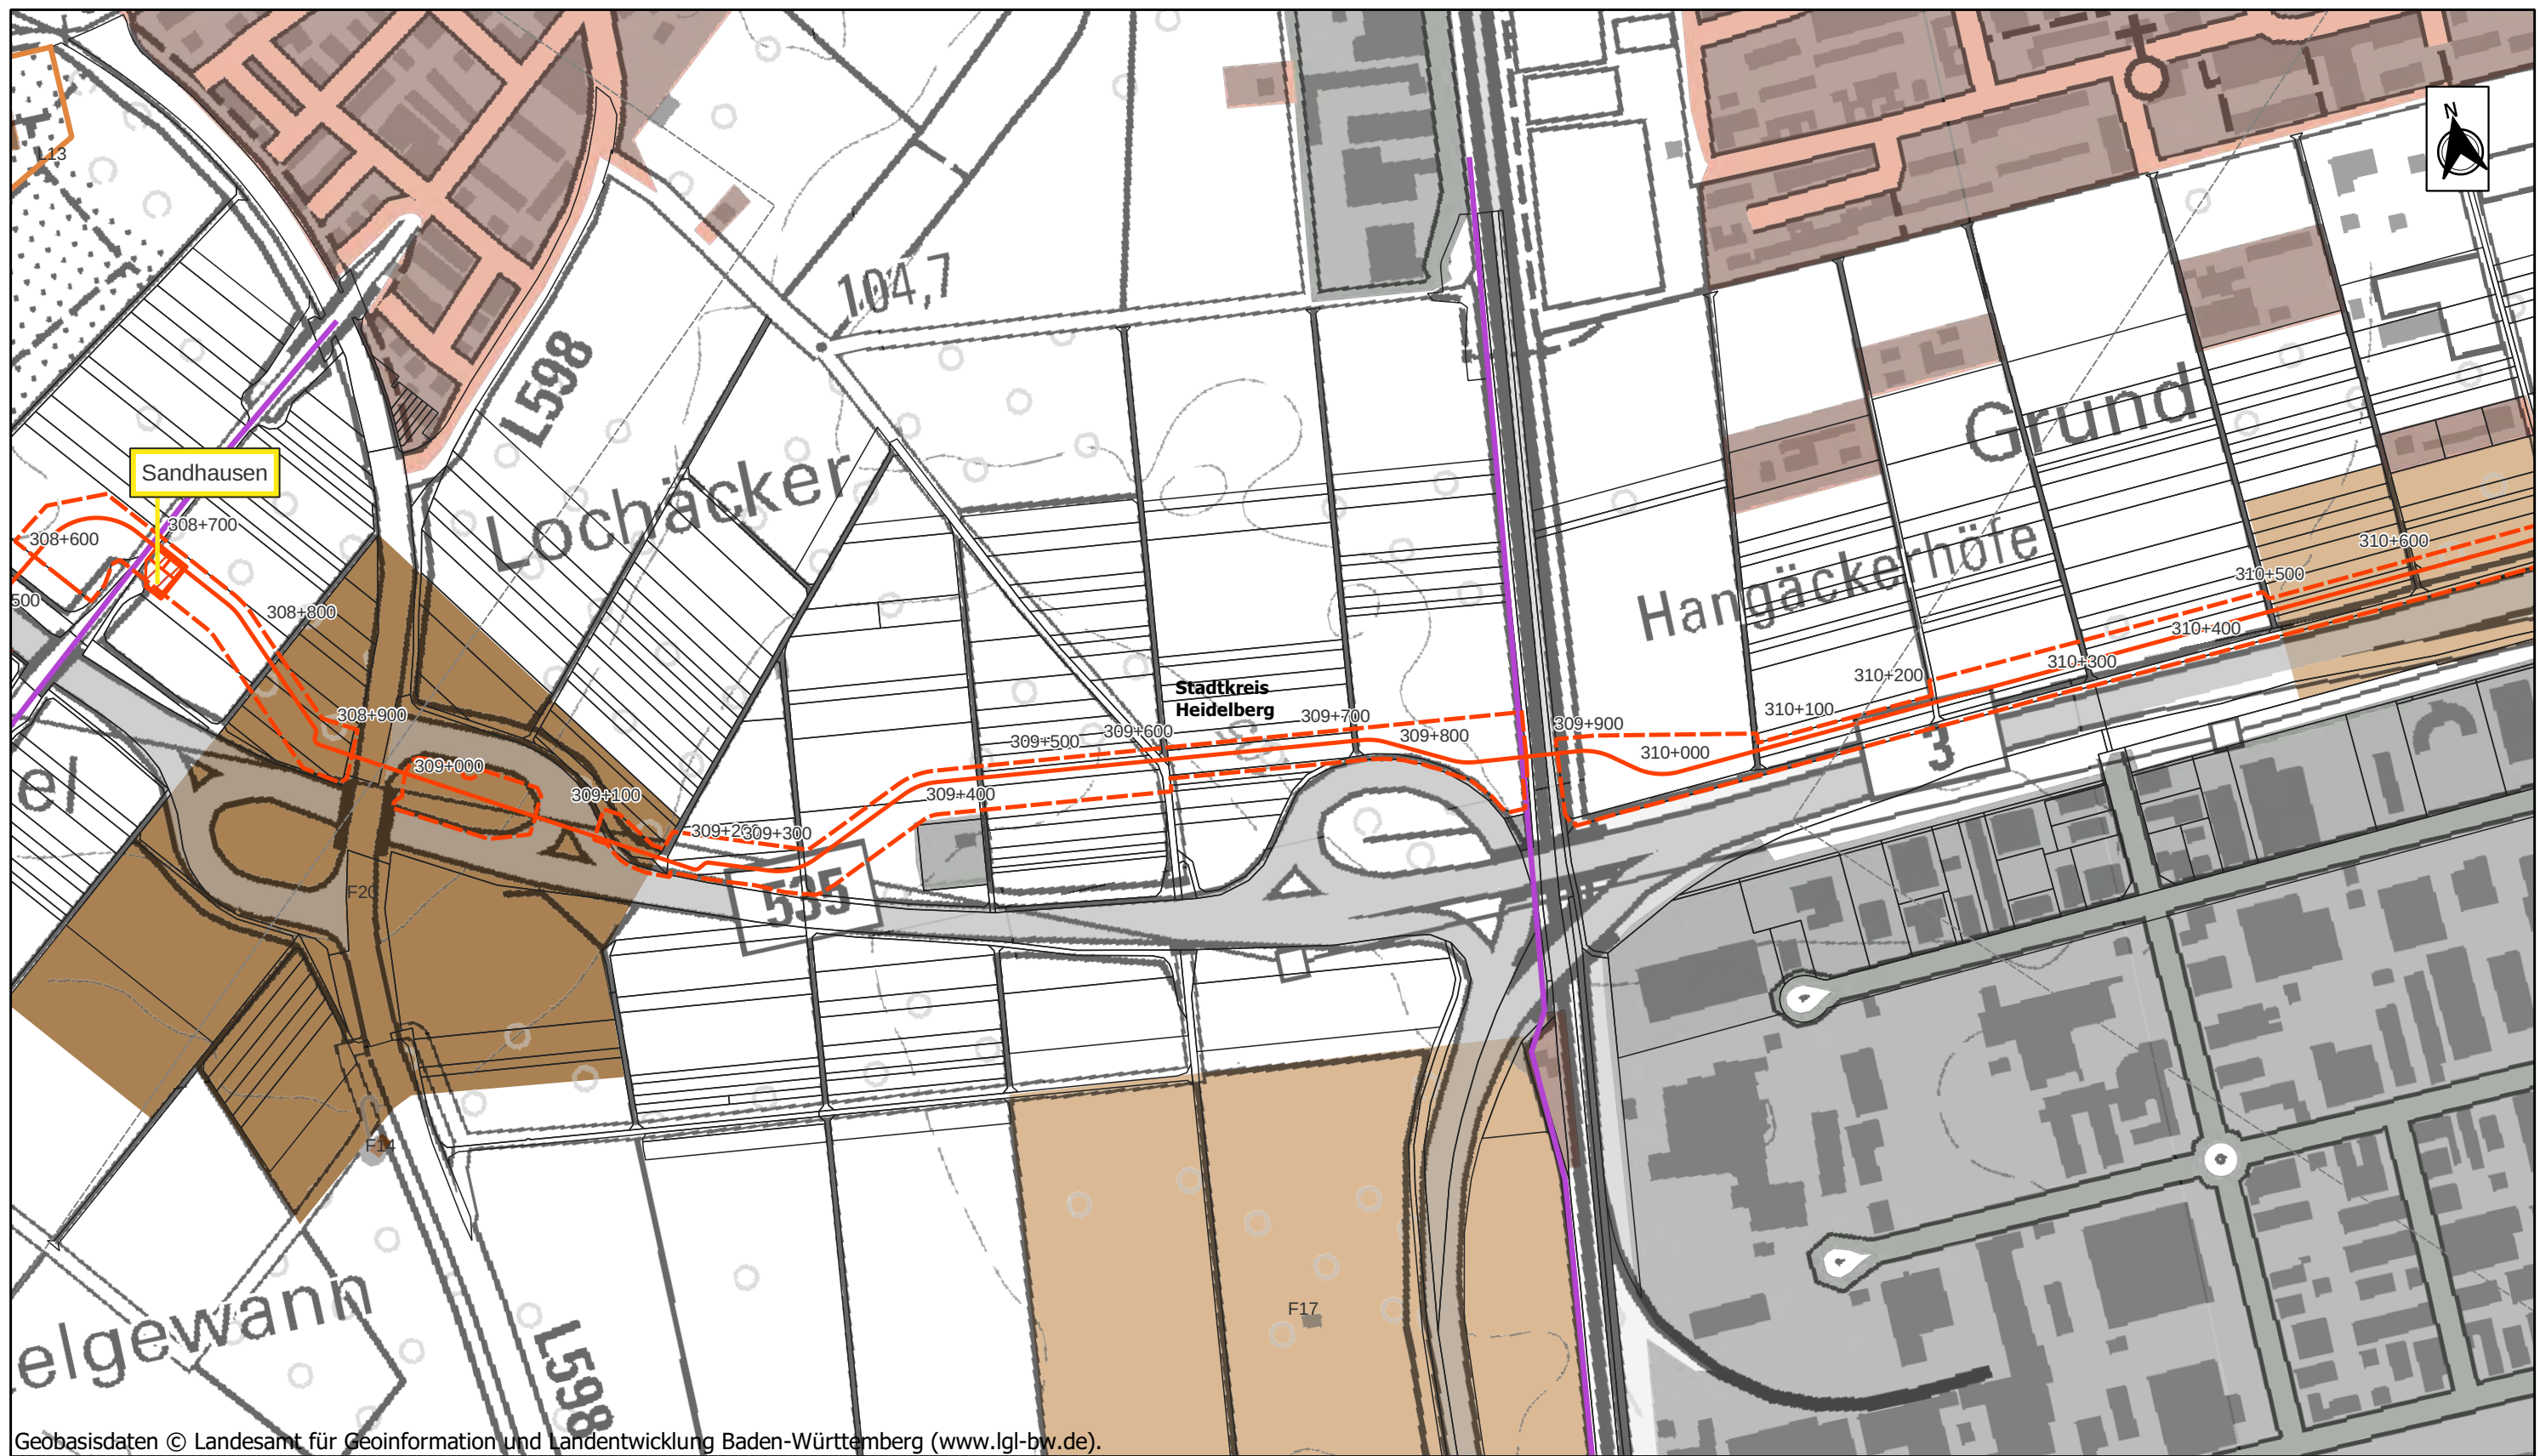 N
L13
104,7
L598
Grund
Sandhausen
Lochäcker
308+700
308+600
Hangäckerhöfe
310+600
310+500
500
308+800
310+400
310+300
310+200
Stadtkreis
Heidelberg
308+900
309+700
309+900
310+100
309+600
309+800
309+500
310+000
3
309+000
el
309+100
309+400
309+300
535
F20
F14
F17
elgewann
L598
Geobasisdaten © Landesamt für Geoinformation und Landentwicklung Baden-Württemberg (www.lgl-bw.de).